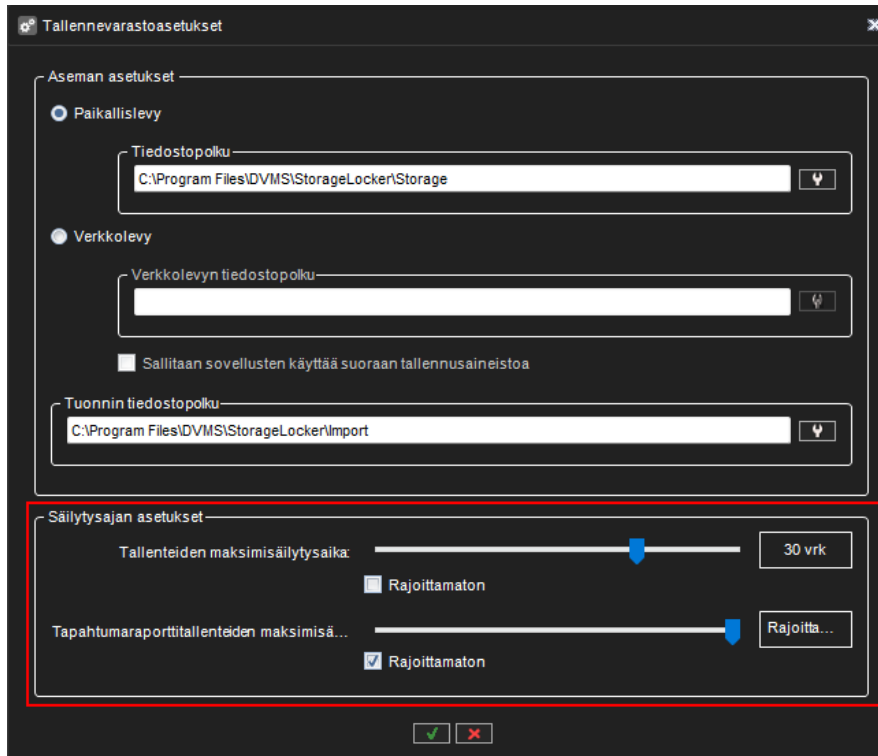 Tallennevarastoasetukset
Aseman asetukset
Paikallislevy
Tiedostopolku
C:\Program Files\DVMS\StorageLocker\Storage
Verkkolevy
Verkkolevyn tiedostopolku
Sallitaan sovellusten käyttää suoraan tallennusaineistoa
Tuonnin tiedostopolku
C:\Program Files\DVMS\StorageLocker\Import
Säilytysajan asetukset
Tallenteiden maksimisäilytysaika: 30 vrk
Rajoittamaton
Tapahtumaraporttitallenteiden maksimisä... Rajoitta...
Rajoittamaton